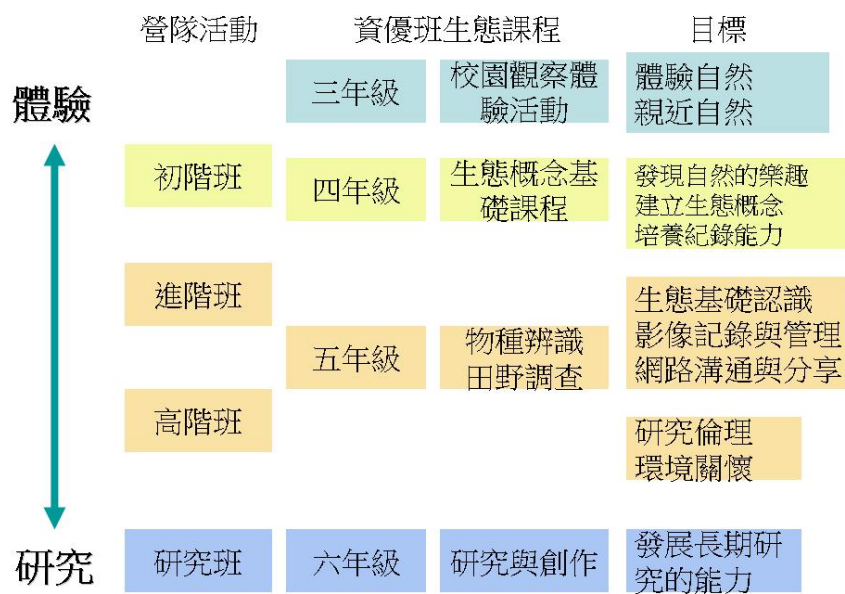 營隊活動 資優班生態課程 目標
體驗
三年級
校園觀察體
驗活動
體驗自然
親近自然
初階班
四年級
生態概念基
礎課程
發現自然的樂趣
建立生態概念
培養紀錄能力
進階班
五年級
物種辨識
田野調查
生態基礎認識
影像記錄與管理
網路溝通與分享
高階班
研究倫理
環境關懷
研究
研究班
六年級
研究與創作
發展長期研
究的能力